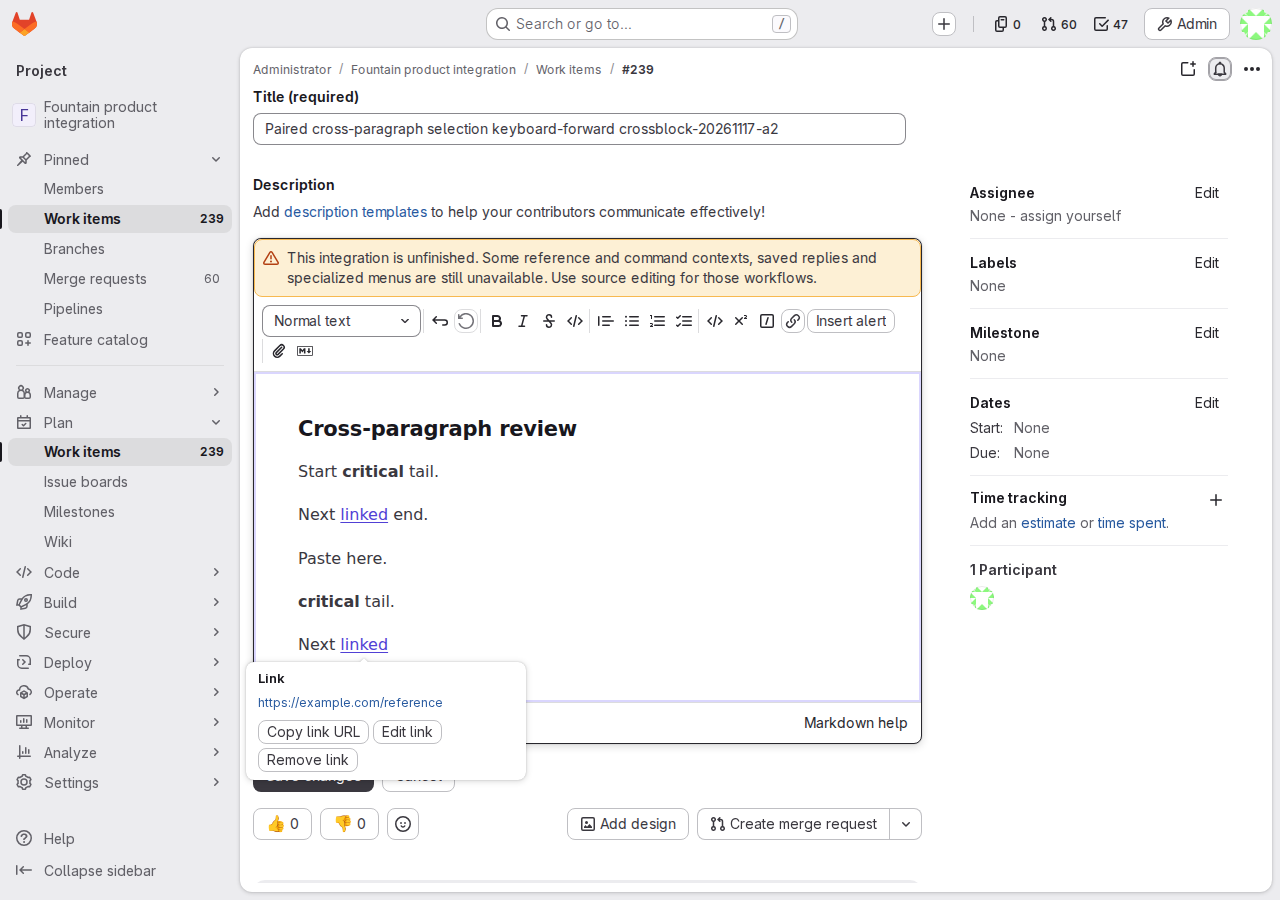 Search or go to...
/
0
60
47
Admin
Project
F
Fountain product integration
Pinned
Members
Work items 239
Branches
Merge requests 60
Pipelines
Feature catalog
Manage
Plan
Work items 239
Issue boards
Milestones
Wiki
Code
Build
Secure
Deploy
Operate
Monitor
Analyze
Settings
Help
Collapse sidebar
Administrator / Fountain product integration / Work items / #239
Title (required)
Paired cross-paragraph selection keyboard-forward crossblock-20261117-a2
Description
Add description templates to help your contributors communicate effectively!
This integration is unfinished. Some reference and command contexts, saved replies and
specialized menus are still unavailable. Use source editing for those workflows.
Normal text
Insert alert
Cross-paragraph review
Start critical tail.
Next linked end.
Paste here.
critical tail.
Next linked
Link
https://example.com/reference
Copy link URL
Edit link
Remove link
Markdown help
Save changes
Cancel
👍 0
👎 0
Add design
Create merge request
Assignee Edit
None - assign yourself
Labels Edit
None
Milestone Edit
None
Dates Edit
Start: None
Due: None
Time tracking
Add an estimate or time spent.
1 Participant